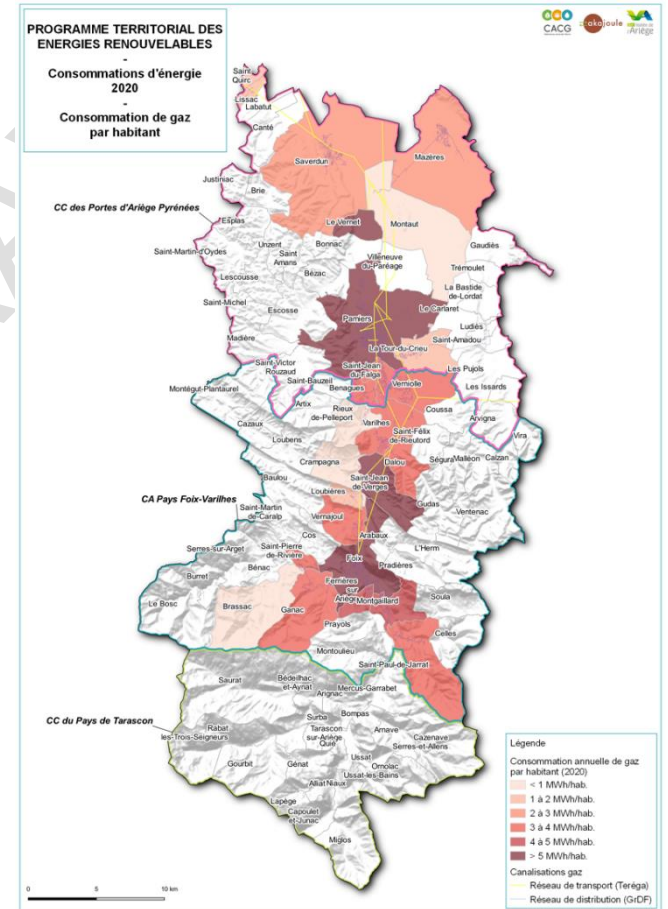 PROGRAMME TERRITORIAL DES
ENERGIES RENOUVELABLES
-
Consommations d'énergie
2020
-
Consommation de gaz
par habitant
CACG
akajoule
Ariège
Saint-
Quirc
Lissac
Labatut
Canté
Saverdun
Mazères
Justiniac
Brie
CC des Portes d'Ariège Pyrénées
Esplas
Le Vernet
Montaut
Saint-Martin-d'Oydes
Unzent
Bonnac
Gaudiès
Saint
Amans
Villeneuve
du-Paréage
Trémoulet
Lescousse
Bézac
La Bastide
de-Lordat
Saint-Michel
Escosse
Le Carlaret
Pamiers
Ludiès
Madière
La Tour-du-Crieu
Saint-Amadou
Saint-Victor
Rouzaud
Saint-Jean
du-Falga
Les Pujols
Saint-Bauzeil
Benagues
Verniolle
Les Issards
Montégut-Plantaurel
Artix
Rieux
de-Pelleport
Coussa
Arvigna
Cazaux
Varilhes
Vira
Loubens
Saint-Félix
de-Rieutord
Crampagna
Dalou
Ségura
Malléon
Calzan
Baulou
Saint-Jean
de-Verges
Loubières
Gudas
CA Pays Foix-Varilhes
Ventenac
Saint-Martin
de-Caralp
Vernajoul
Cos
Arabaux
Serres-sur-Arget
Saint-Pierre
de-Rivière
L'Herm
Foix
Bénac
Pradières
Burret
Ferrières
sur
Ariège
Montgaillard
Soula
Le Bosc
Brassac
Ganac
Prayols
Celles
Montoulieu
Saint-Paul-de-Jarrat
Saurat
Bédeilhac
et-Aynat
Mercus-Garrabet
Arignac
CC du Pays de Tarascon
Surba
Bompas
Rabat
les-Trois-Seigneurs
Tarascon
sur-Ariège
Arnave
Cazenave
Serres-et-Allens
Quié
Gourbit
Génat
Ussat
Ornolac
Ussat-les-Bains
Alliat
Niaux
Lapège
Capoulet
et-Junac
Miglos
Légende
Consommation annuelle de gaz
par habitant (2020)
< 1 MWh/hab.
1 à 2 MWh/hab.
2 à 3 MWh/hab.
3 à 4 MWh/hab.
4 à 5 MWh/hab.
> 5 MWh/hab.
Canalisations gaz
Réseau de transport (Teréga)
Réseau de distribution (GrDF)
0 5 10 km